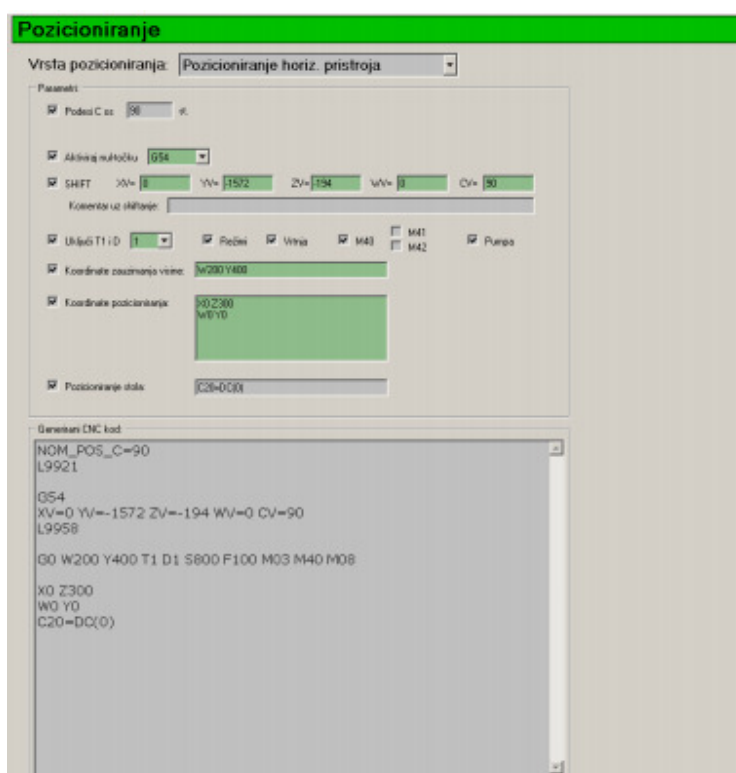 Pozicioniranje
Vrsta pozicioniranja: Pozicioniranje horiz. pristroja
Parametri
Podesi C os 90 st.
Aktiviraj nultočku G54
SHIFT XV= 0 YV= -1572 ZV= -194 WV= 0 CV= 90
Komentar uz shiftanje:
Uključi T1 i D 1 Režimi Vrtnja M40 M41 M42 Pumpa
Koordinate zauzimanja visine: W200 Y400
Koordinate pozicioniranja: X0 Z300
W0 Y0
Pozicioniranje stola: C20=DC(0)
Generirani CNC kod:
NOM_POS_C=90
L9921
G54
XV=0 YV=-1572 ZV=-194 WV=0 CV=90
L9958
G0 W200 Y400 T1 D1 S800 F100 M03 M40 M08
X0 Z300
W0 Y0
C20=DC(0)